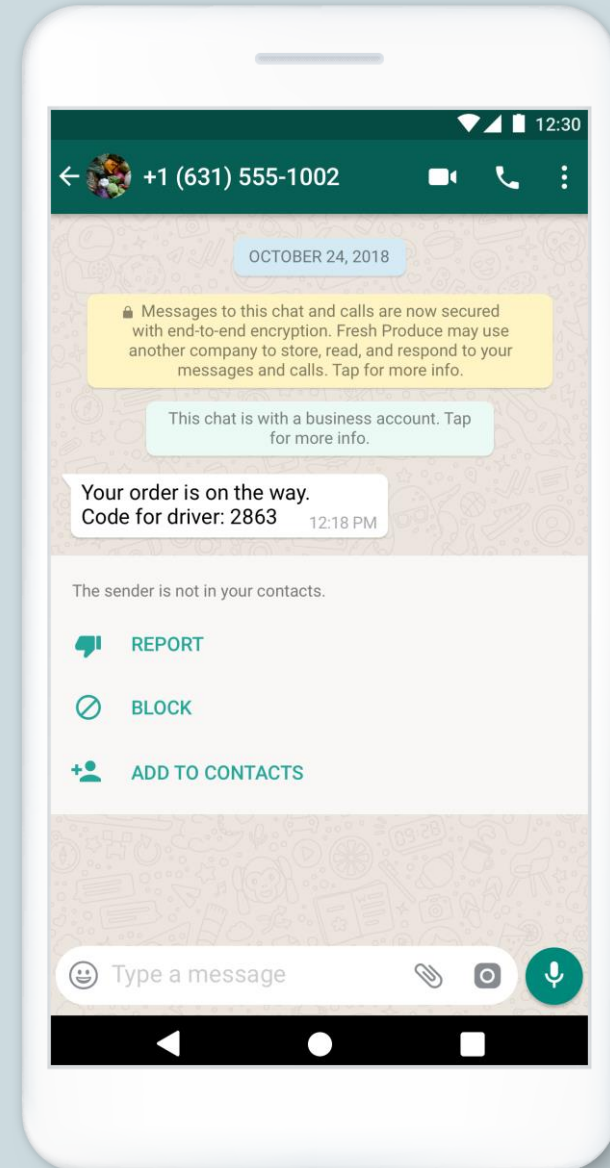 12:30
+1 (631) 555-1002
OCTOBER 24, 2018
Messages to this chat and calls are now secured
with end-to-end encryption. Fresh Produce may use
another company to store, read, and respond to your
messages and calls. Tap for more info.
This chat is with a business account. Tap
for more info.
Your order is on the way.
Code for driver: 2863 12:18 PM
The sender is not in your contacts.
REPORT
BLOCK
ADD TO CONTACTS
Type a message